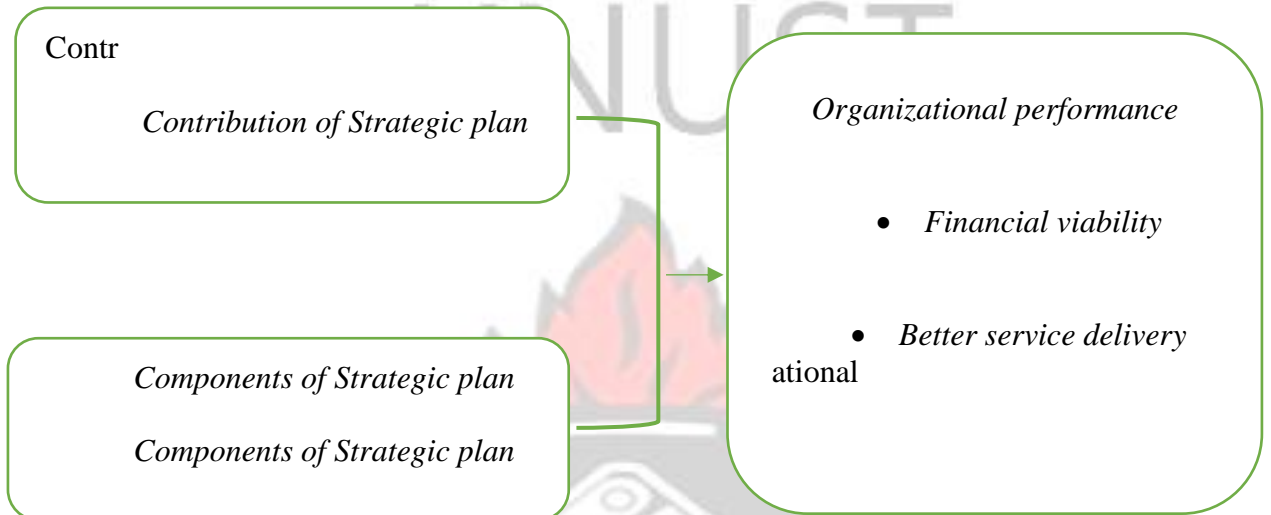 Contr
Contribution of Strategic plan
Components of Strategic plan
Components of Strategic plan
Organizational performance
• Financial viability
• Better service delivery
ational